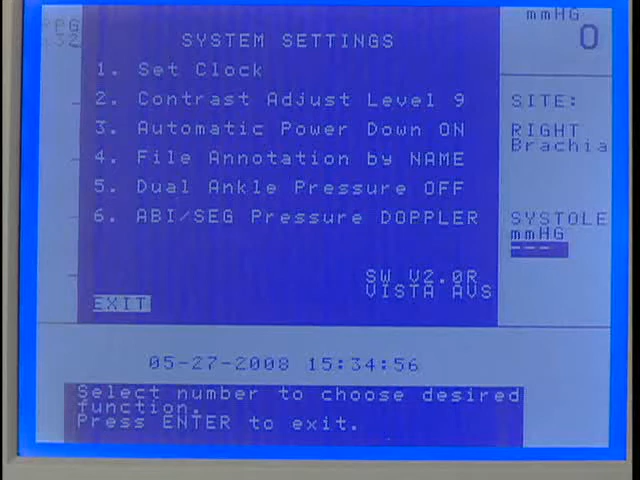 PPG
mmHG
0
SYSTEM SETTINGS
1. Set Clock
2. Contrast Adjust Level 9
3. Automatic Power Down ON
4. File Annotation by NAME
5. Dual Ankle Pressure OFF
6. ABI/SEG Pressure DOPPLER
SW V2.0R
VISTA AVS
EXIT
SITE:
RIGHT
Brachia
SYSTOLE
mmHG
---
05-27-2008 15:34:56
Select number to choose desired
function.
Press ENTER to exit.